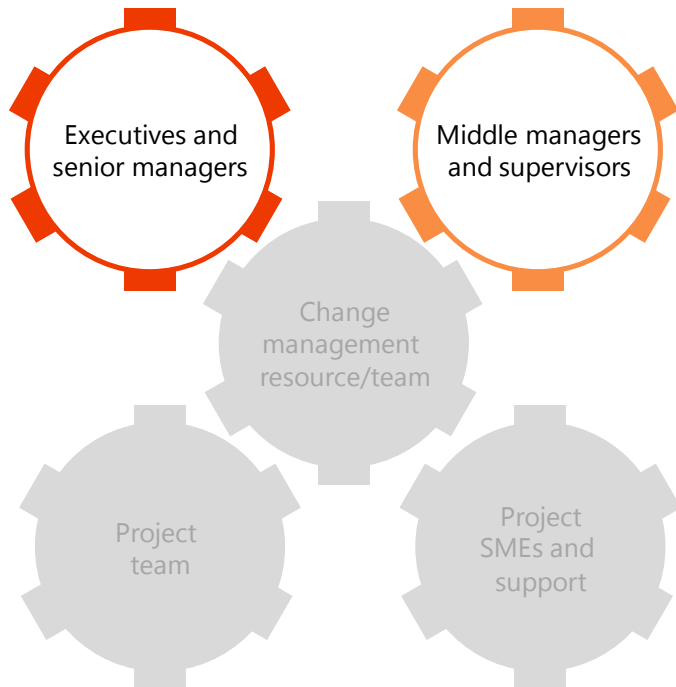 Executives and
senior managers
Middle managers
and supervisors
Change
management
resource/team
Project
team
Project
SMEs and
support